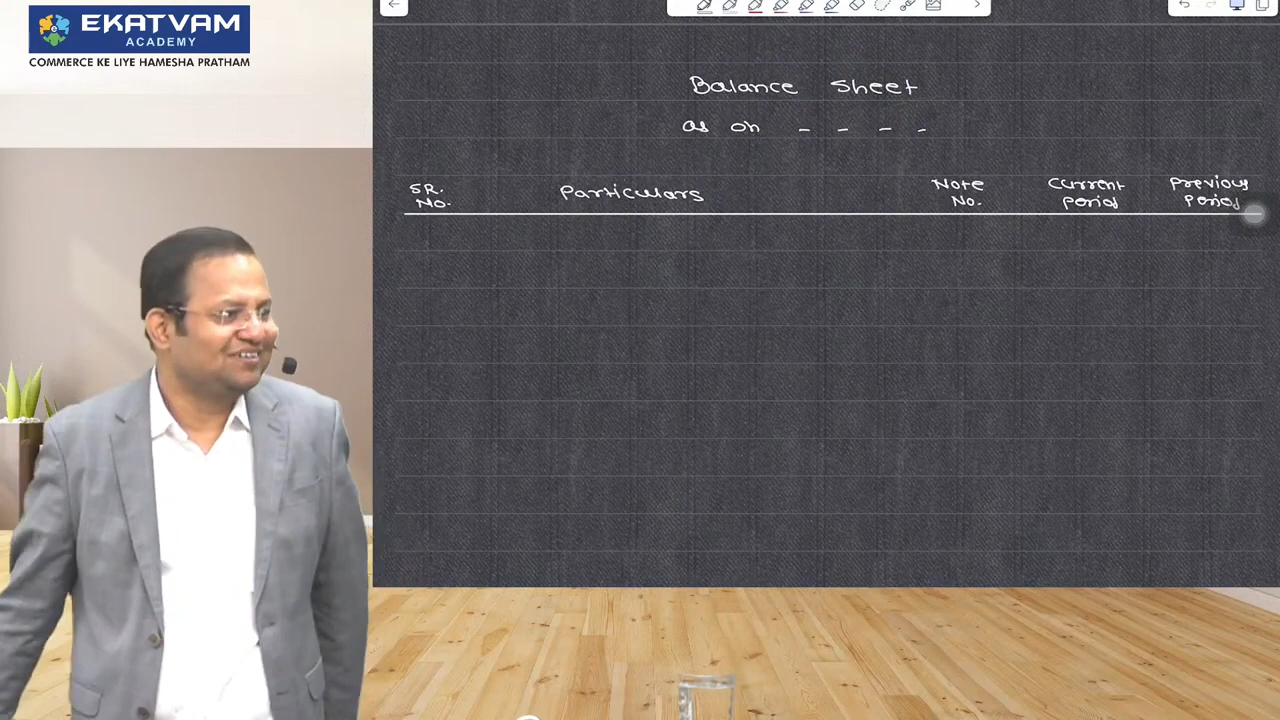 EKATVAM
ACADEMY
COMMERCE KE LIYE HAMESHA PRATHAM
Balance Sheet
as on - - - -
SR. No. Particulars Note No. Current Period Previous Period